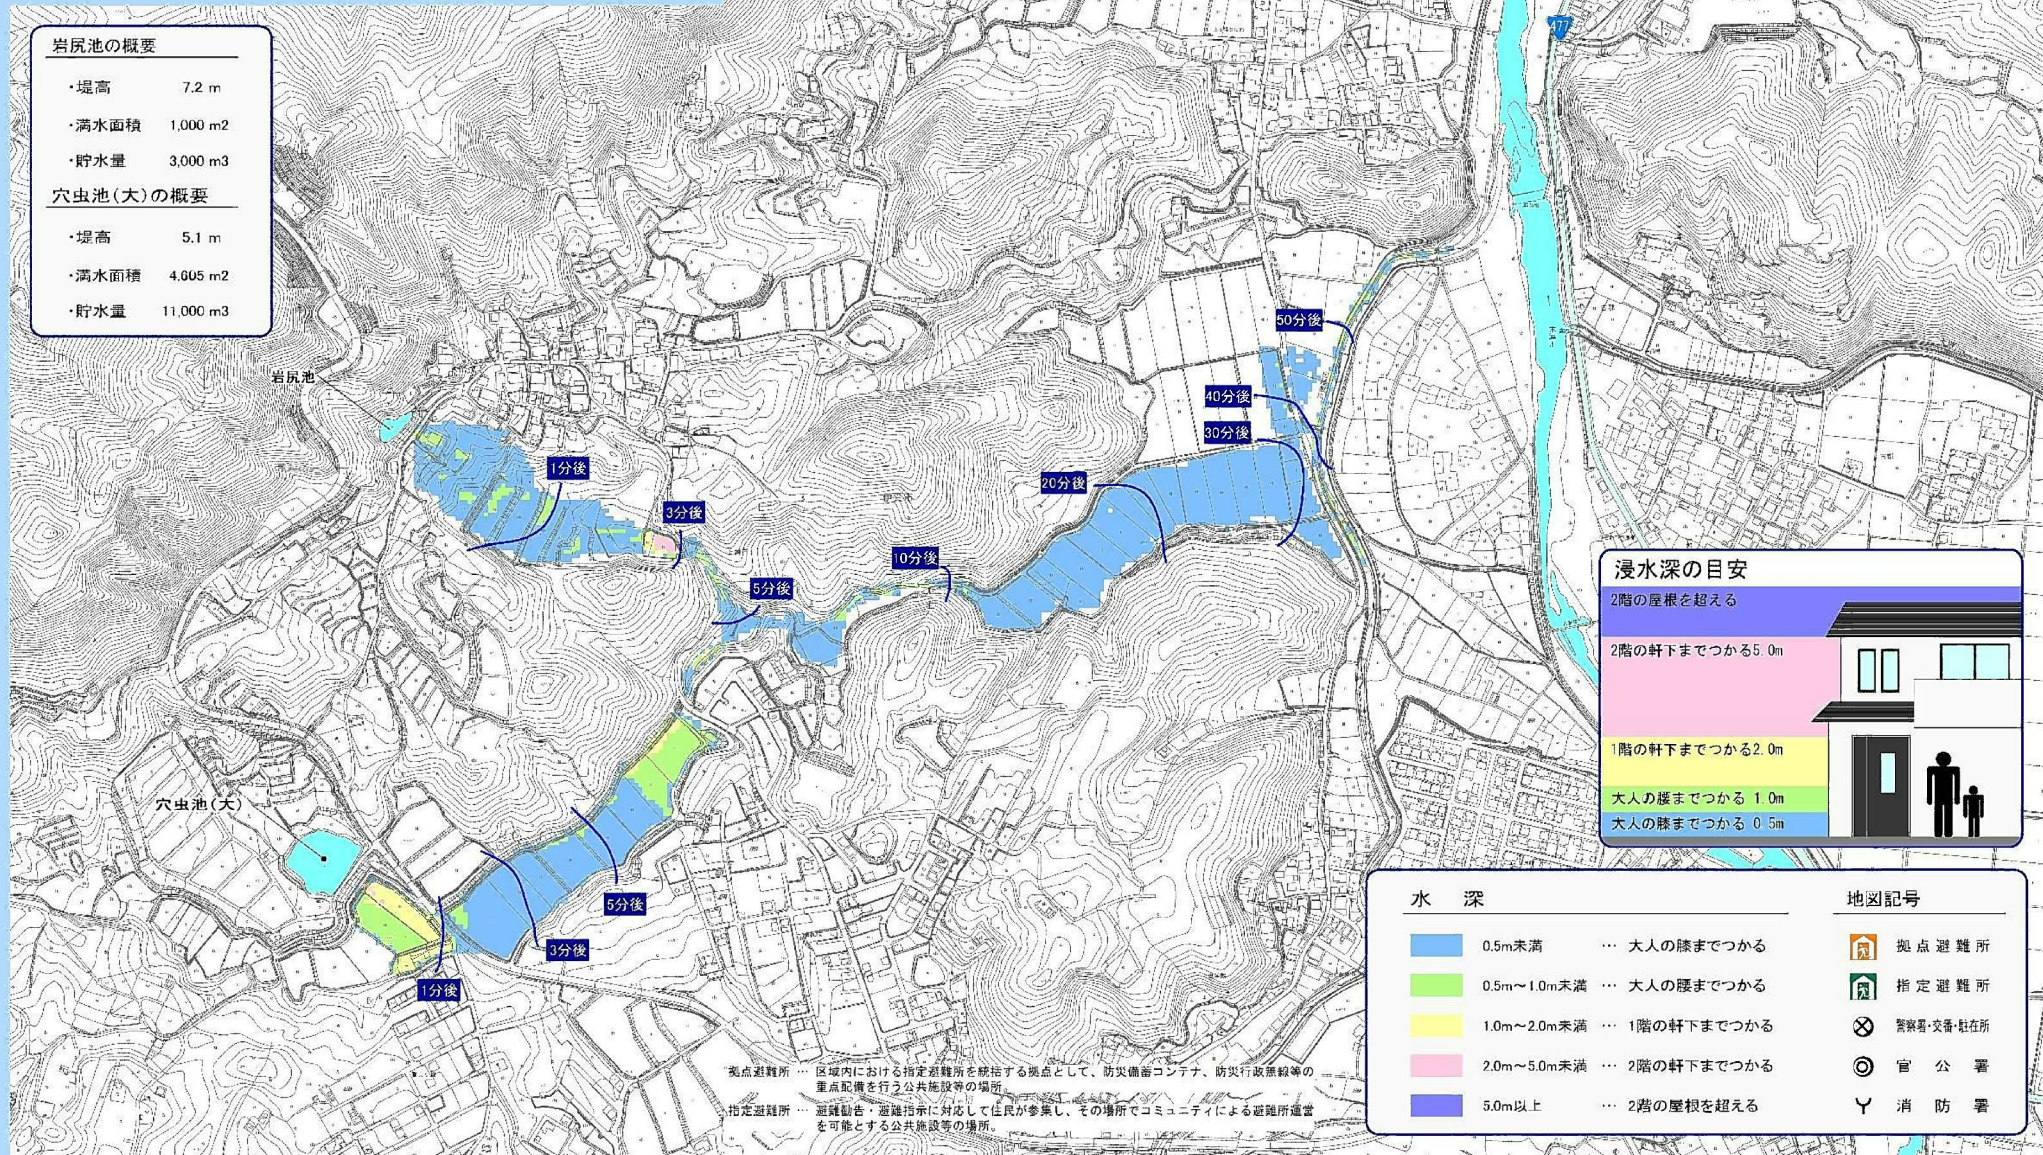 岩尻池の概要
・堤高 7.2 m
・満水面積 1,000 m2
・貯水量 3,000 m3
穴虫池(大)の概要
・堤高 5.1 m
・満水面積 4,605 m2
・貯水量 11,000 m3
477
岩尻池
穴虫池(大)
1分後
3分後
5分後
10分後
20分後
30分後
40分後
50分後
1分後
3分後
5分後
浸水深の目安
2階の屋根を超える
2階の軒下までつかる5.0m
1階の軒下までつかる2.0m
大人の腰までつかる 1.0m
大人の膝までつかる 0.5m
水 深
0.5m未満 … 大人の膝までつかる
0.5m～1.0m未満 … 大人の腰までつかる
1.0m～2.0m未満 … 1階の軒下までつかる
2.0m～5.0m未満 … 2階の軒下までつかる
5.0m以上 … 2階の屋根を超える
地図記号
拠点避難所
指定避難所
警察署・交番・駐在所
官公署
消防署
拠点避難所 … 区域内における指定避難所を統括する拠点として、防災備蓄コンテナ、防災行政無線等の
重点配備を行う公共施設等の場所。
指定避難所 … 避難勧告・避難指示に対応して住民が参集し、その場所でコミュニティによる避難所運営
を可能とする公共施設等の場所。